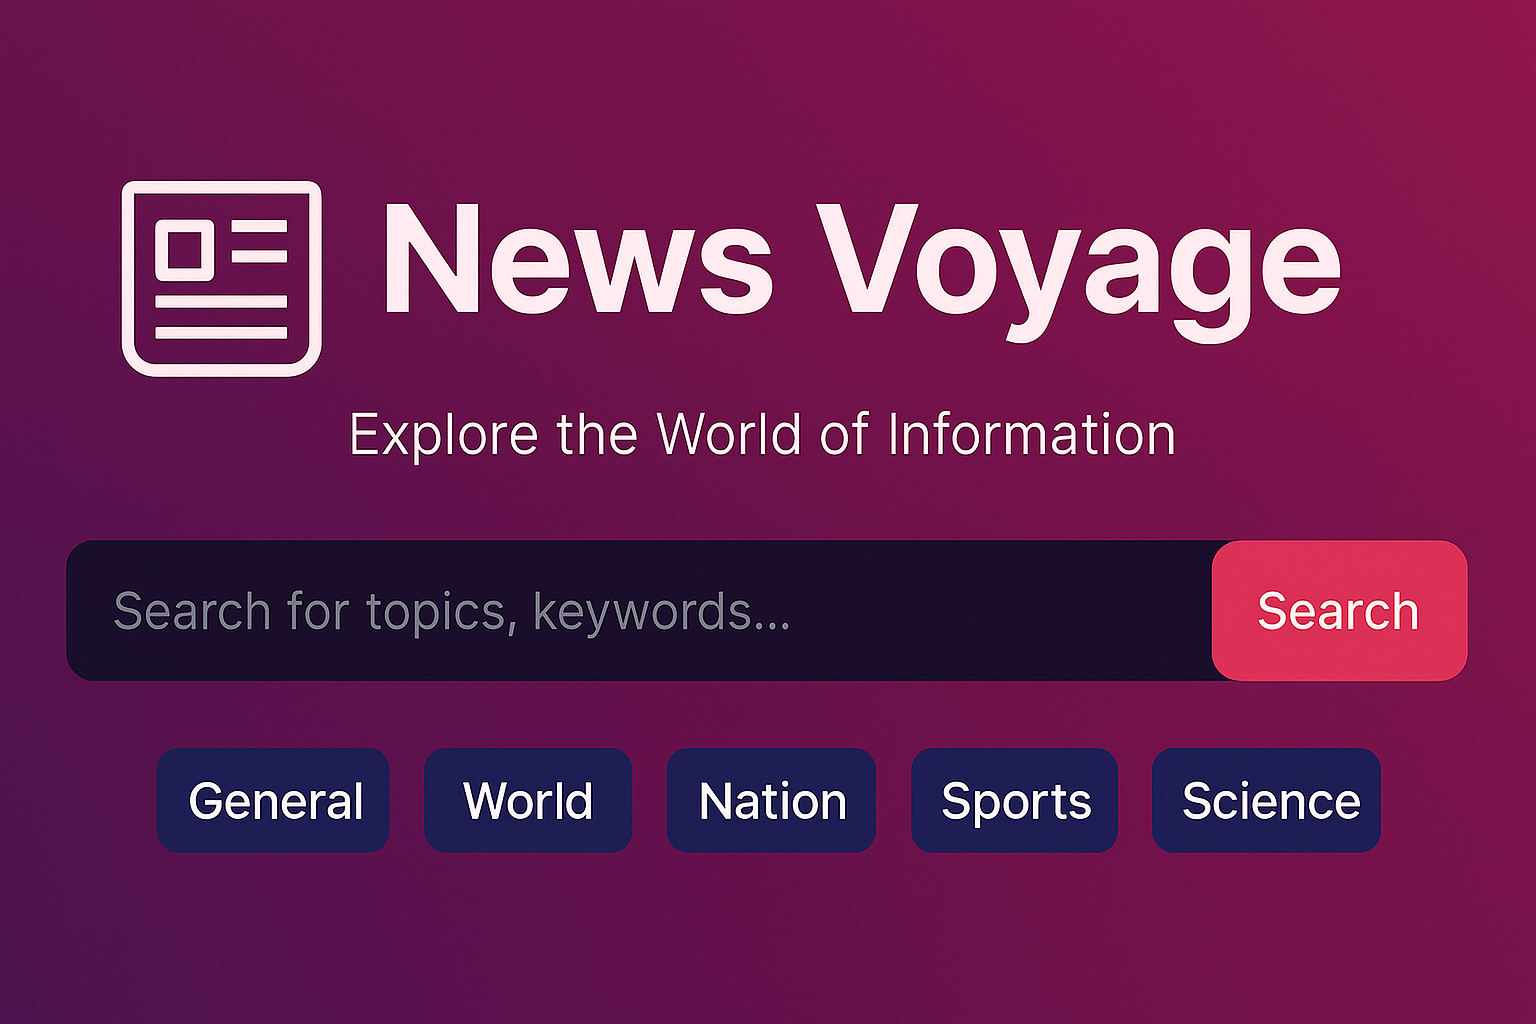 News Voyage
Explore the World of Information
Search for topics, keywords...
Search
General
World
Nation
Sports
Science